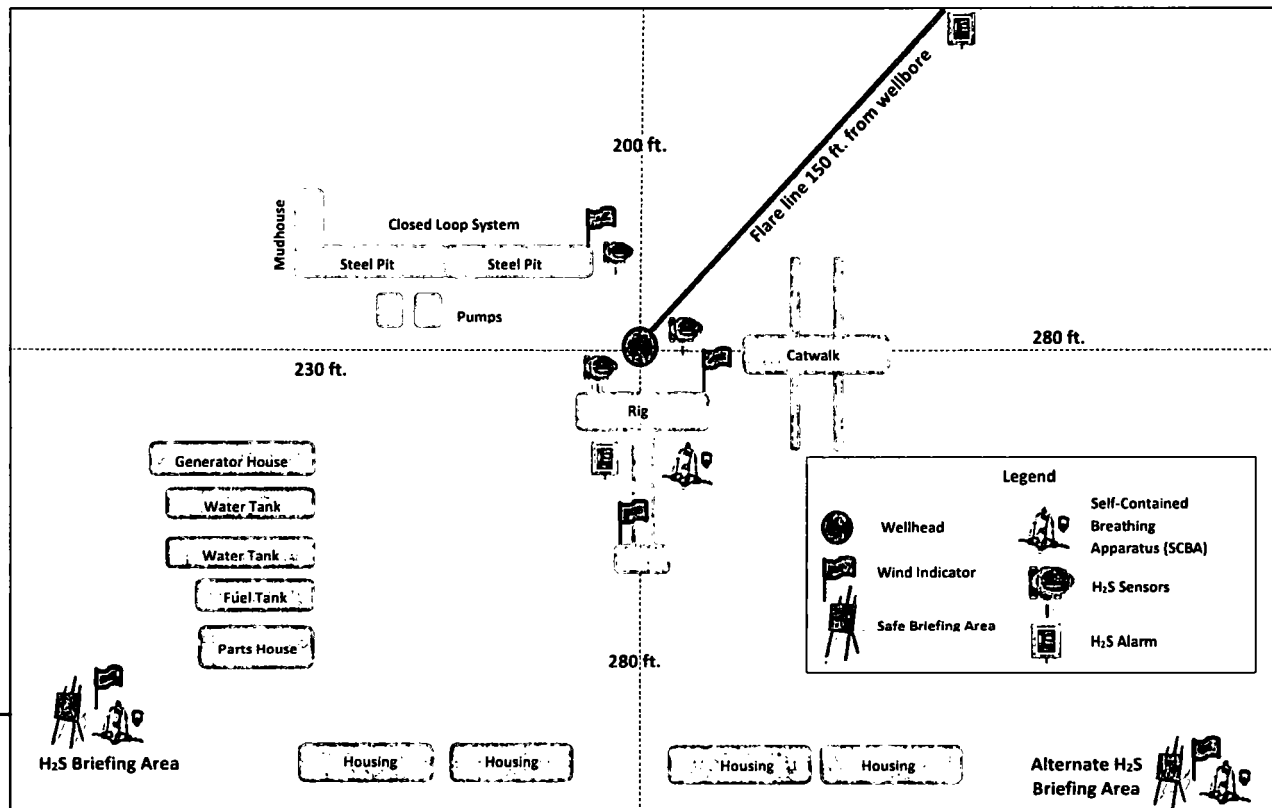 200 ft.
Flare line 150 ft. from wellbore
Mudhouse
Closed Loop System
Steel Pit
Steel Pit
Pumps
230 ft.
280 ft.
Catwalk
Rig
Generator House
Water Tank
Water Tank
Fuel Tank
Parts House
280 ft.
Legend
Wellhead
Wind Indicator
Safe Briefing Area
Self-Contained
Breathing
Apparatus (SCBA)
H₂S Sensors
H₂S Alarm
H₂S Briefing Area
Housing
Housing
Housing
Housing
Alternate H₂S
Briefing Area